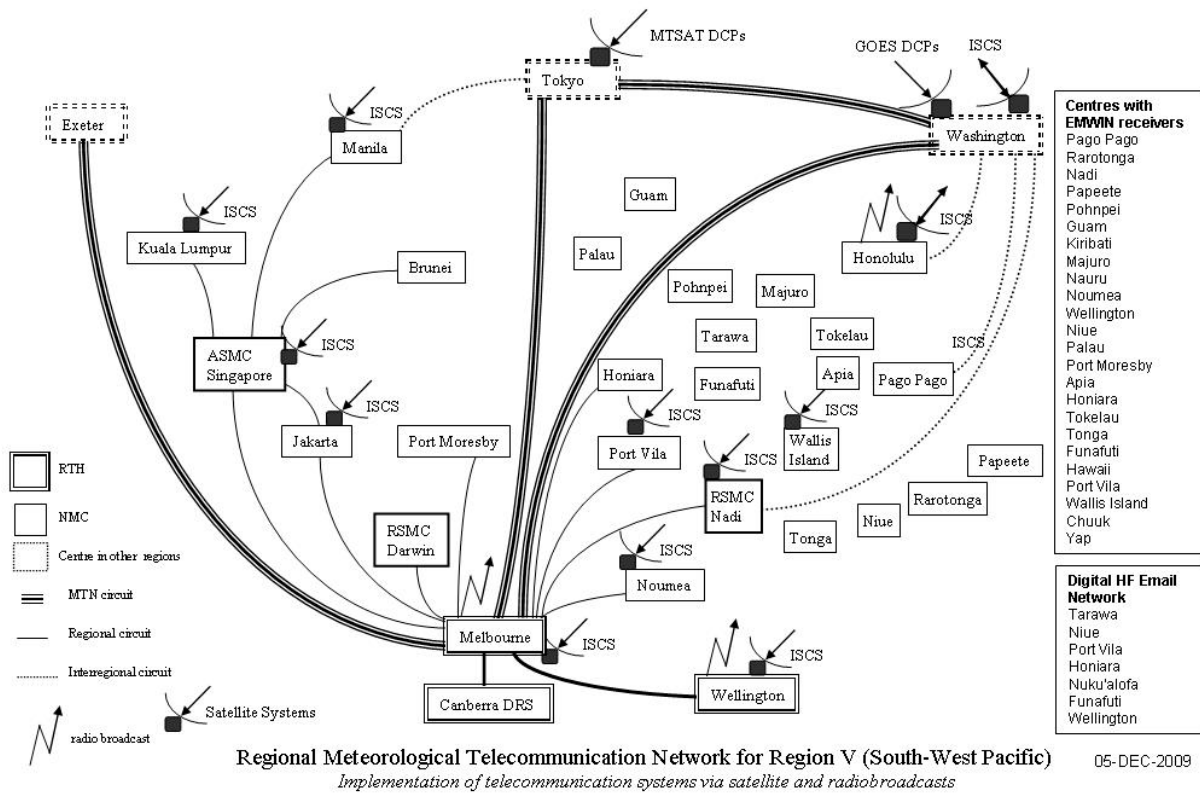 MTSAT DCPs
GOES DCPs
ISCS
Tokyo
Exeter
ISCS
Manila
Washington
Guam
ISCS
Kuala Lumpur
ISCS
Honolulu
Palau
Brunei
Pohnpei
Majuro
Tarawa
Tokelau
ISCS
ASMC
Singapore
ISCS
Honiara
Funafuti
Apia
Pago Pago
ISCS
Jakarta
Port Moresby
ISCS
Port Vila
ISCS
Wallis
Island
ISCS
RSMC
Nadi
Papeete
Rarotonga
Niue
Tonga
RSMC
Darwin
ISCS
Noumea
Melbourne
ISCS
ISCS
Wellington
Canberra DRS
RTH
NMC
Centre in other regions
MTN circuit
Regional circuit
Interregional circuit
Satellite Systems
radio broadcast
Centres with
EMWIN receivers
Pago Pago
Rarotonga
Nadi
Papeete
Pohnpei
Guam
Kiribati
Majuro
Nauru
Noumea
Wellington
Niue
Palau
Port Moresby
Apia
Honiara
Tokelau
Tonga
Funafuti
Hawaii
Port Vila
Wallis Island
Chuuk
Yap
Digital HF Email
Network
Tarawa
Niue
Port Vila
Honiara
Nuku'alofa
Funafuti
Wellington
Regional Meteorological Telecommunication Network for Region V (South-West Pacific) 05-DEC-2009
Implementation of telecommunication systems via satellite and radiobroadcasts